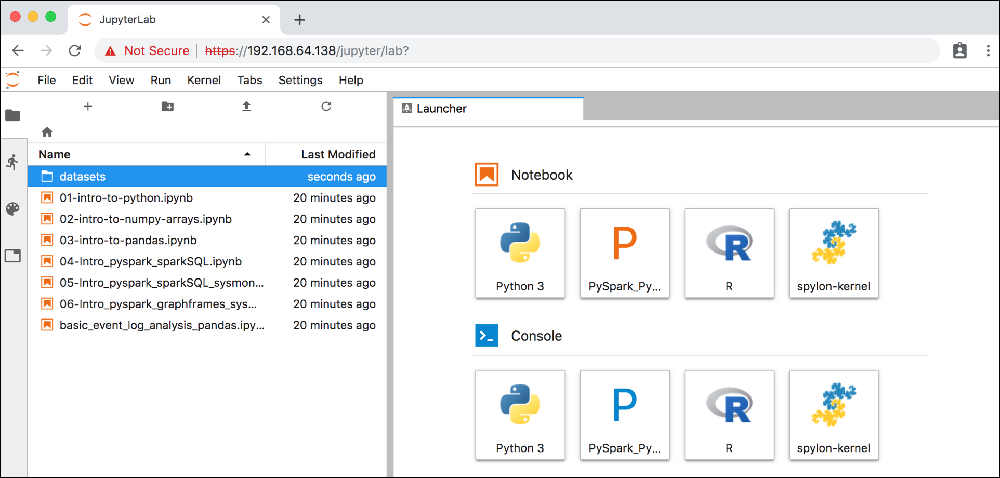 JupyterLab
Not Secure https://192.168.64.138/jupyter/lab?
File Edit View Run Kernel Tabs Settings Help
Launcher
Name Last Modified
datasets seconds ago
01-intro-to-python.ipynb 20 minutes ago
02-intro-to-numpy-arrays.ipynb 20 minutes ago
03-intro-to-pandas.ipynb 20 minutes ago
04-Intro_pyspark_sparkSQL.ipynb 20 minutes ago
05-Intro_pyspark_sparkSQL_sysmon... 20 minutes ago
06-Intro_pyspark_graphframes_sys... 20 minutes ago
basic_event_log_analysis_pandas.ipy... 20 minutes ago
Notebook
P R
Python 3 PySpark_Py... R spylon-kernel
Console
P R
Python 3 PySpark_Py... R spylon-kernel